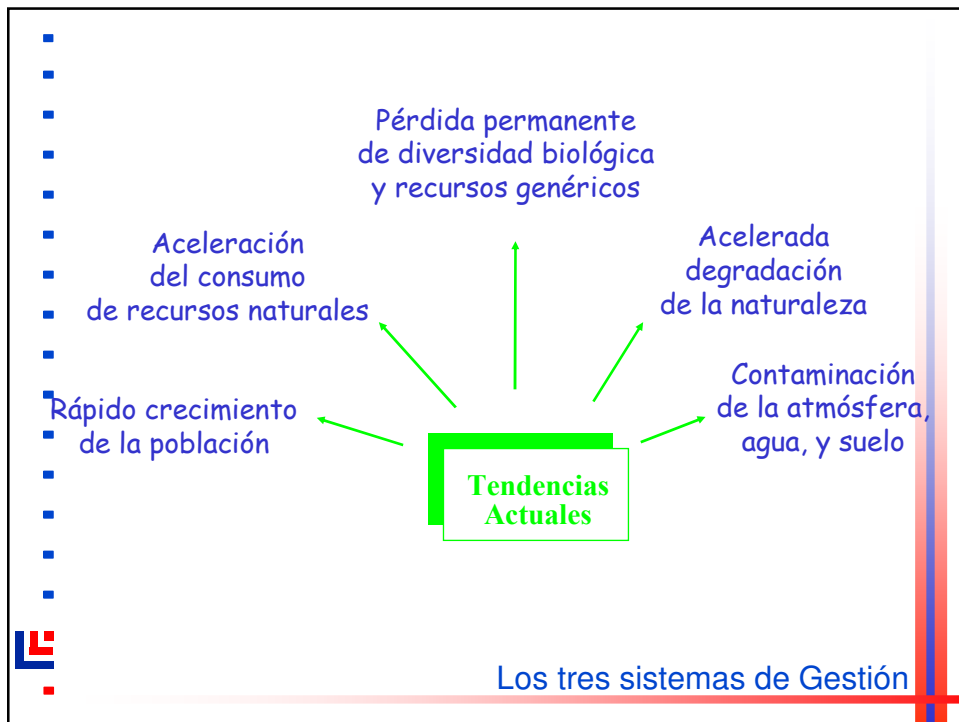 Pérdida permanente
de diversidad biológica
y recursos genéricos
Aceleración
del consumo
de recursos naturales
Acelerada
degradación
de la naturaleza
Rápido crecimiento
de la población
Contaminación
de la atmósfera,
agua, y suelo
Tendencias
Actuales
Los tres sistemas de Gestión